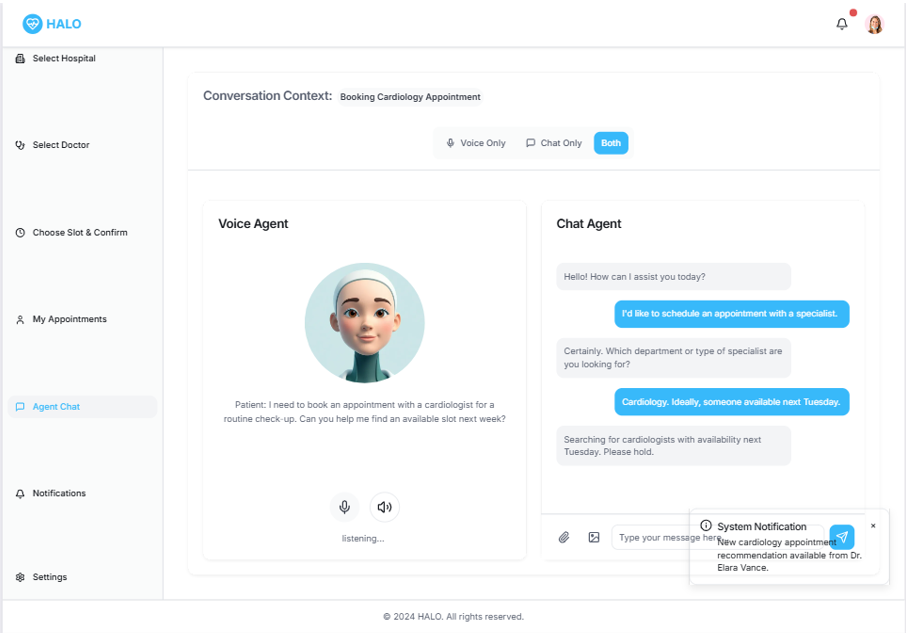 HALO
Select Hospital
Select Doctor
Choose Slot & Confirm
My Appointments
Agent Chat
Notifications
Settings
Conversation Context: Booking Cardiology Appointment
Voice Only
Chat Only
Both
Voice Agent
Patient: I need to book an appointment with a cardiologist for a
routine check-up. Can you help me find an available slot next week?
listening...
Chat Agent
Hello! How can I assist you today?
I'd like to schedule an appointment with a specialist.
Certainly. Which department or type of specialist are
you looking for?
Cardiology. Ideally, someone available next Tuesday.
Searching for cardiologists with availability next
Tuesday. Please hold.
Type your message here...
System Notification
New cardiology appointment
recommendation available from Dr.
Elara Vance.
© 2024 HALO. All rights reserved.